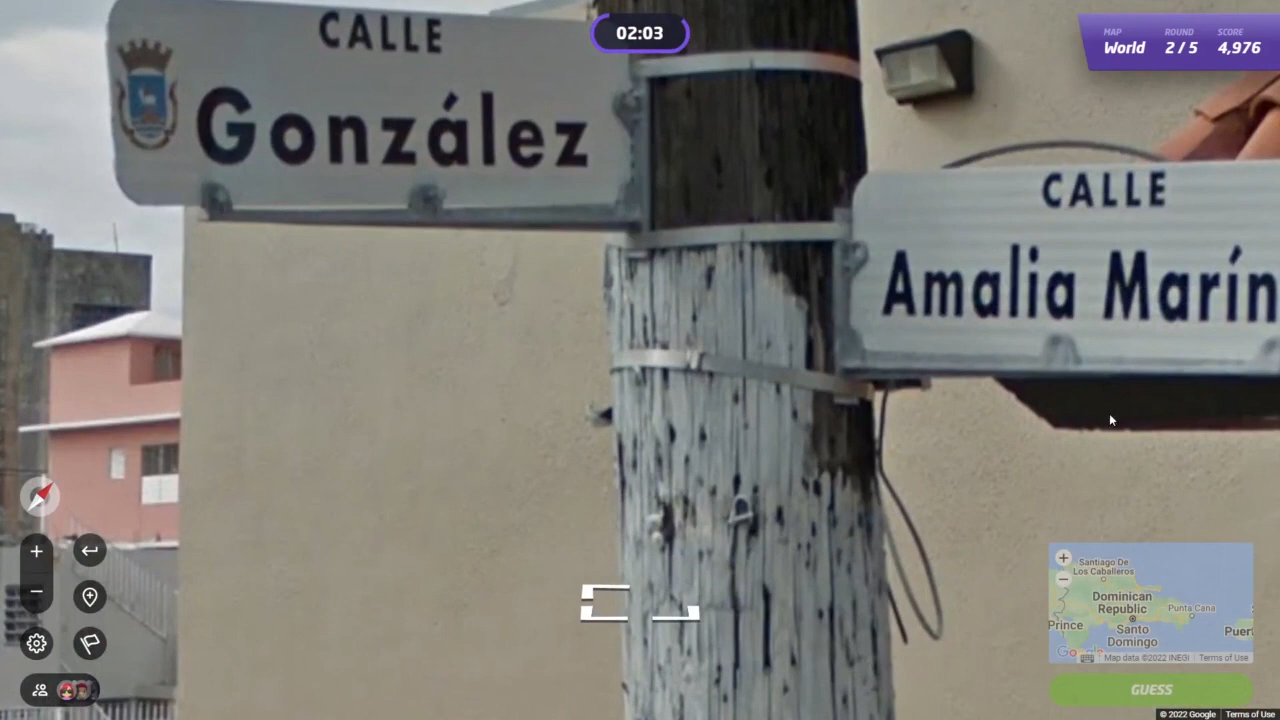 CALLE
González
02:03
MAP
World
ROUND
2 / 5
SCORE
4,976
CALLE
Amalia Marín
Santiago De
Los Caballeros
Dominican
Republic
Punta Cana
Prince
Santo
Domingo
Puer
Google
Map data ©2022 INEGI
Terms of Use
GUESS
© 2022 Google
Terms of Use